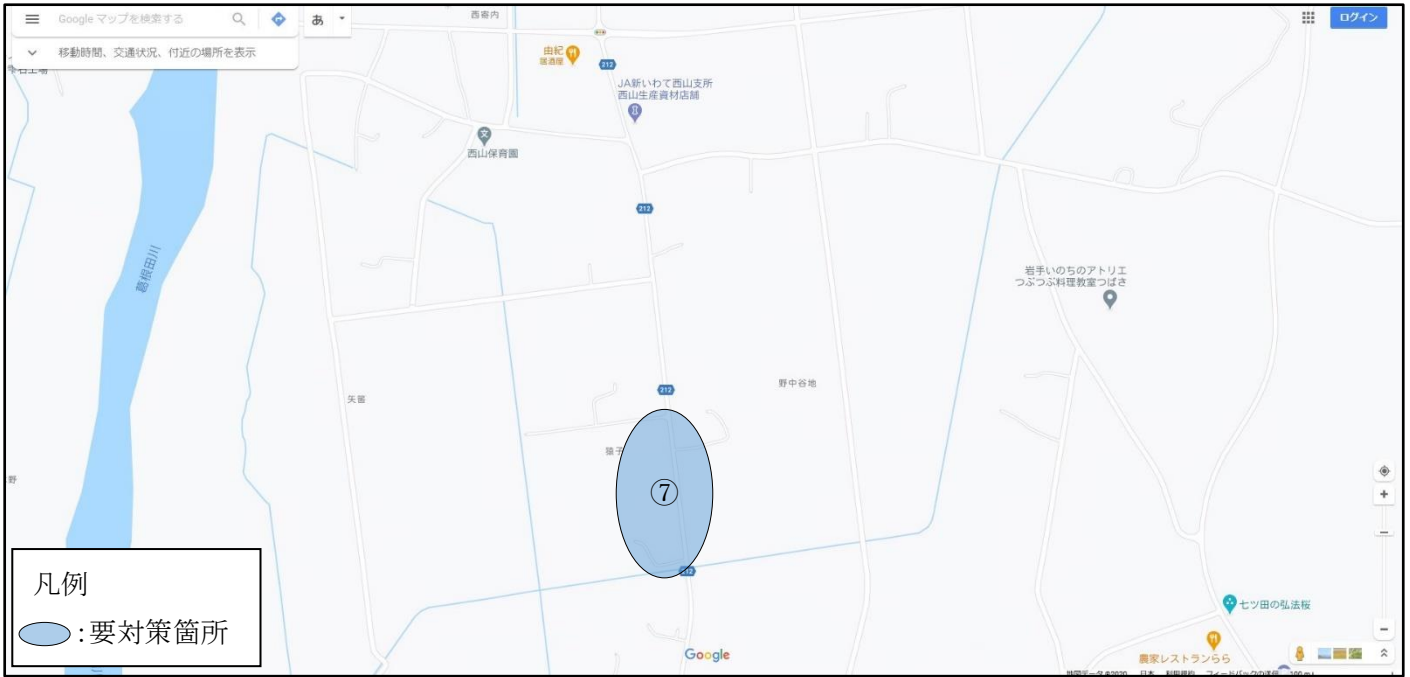 Google マップを検索する
あ
ログイン
移動時間、交通状況、付近の場所を表示
西寄内
由紀
居酒屋
212
JA新いわて西山支所
西山生産資材店舗
西山保育園
212
葛根田川
岩手いのちのアトリエ
つぶつぶ料理教室つばさ
212
野中谷地
矢筈
猿子
野
⑦
212
凡例
:要対策箇所
七ツ田の弘法桜
農家レストランらら
Google